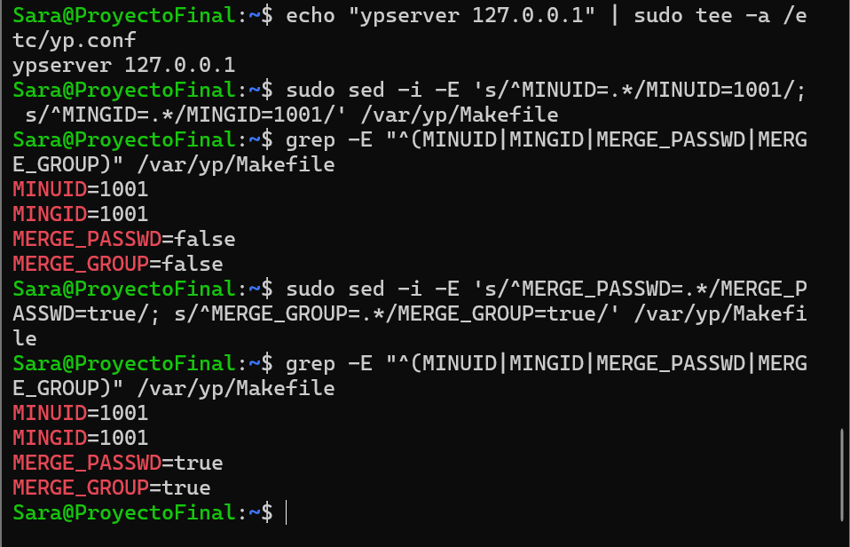 Sara@ProyectoFinal:~$ echo "ypserver 127.0.0.1" | sudo tee -a /e
tc/yp.conf
ypserver 127.0.0.1
Sara@ProyectoFinal:~$ sudo sed -i -E 's/^MINUID=.*/MINUID=1001/;
 s/^MINGID=.*/MINGID=1001/' /var/yp/Makefile
Sara@ProyectoFinal:~$ grep -E "^(MINUID|MINGID|MERGE_PASSWD|MERG
E_GROUP)" /var/yp/Makefile
MINUID=1001
MINGID=1001
MERGE_PASSWD=false
MERGE_GROUP=false
Sara@ProyectoFinal:~$ sudo sed -i -E 's/^MERGE_PASSWD=.*/MERGE_P
ASSWD=true/; s/^MERGE_GROUP=.*/MERGE_GROUP=true/' /var/yp/Makefi
le
Sara@ProyectoFinal:~$ grep -E "^(MINUID|MINGID|MERGE_PASSWD|MERG
E_GROUP)" /var/yp/Makefile
MINUID=1001
MINGID=1001
MERGE_PASSWD=true
MERGE_GROUP=true
Sara@ProyectoFinal:~$